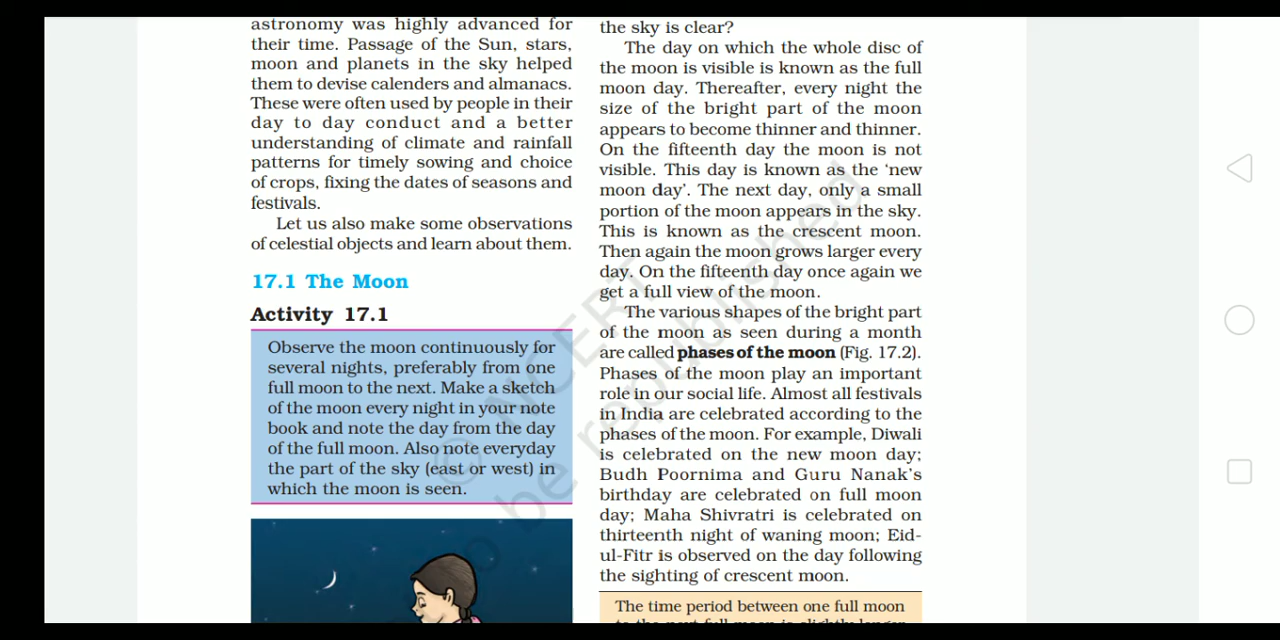 astronomy was highly advanced for
their time. Passage of the Sun, stars,
moon and planets in the sky helped
them to devise calenders and almanacs.
These were often used by people in their
day to day conduct and a better
understanding of climate and rainfall
patterns for timely sowing and choice
of crops, fixing the dates of seasons and
festivals.
Let us also make some observations
of celestial objects and learn about them.
17.1 The Moon
Activity 17.1
Observe the moon continuously for
several nights, preferably from one
full moon to the next. Make a sketch
of the moon every night in your note
book and note the day from the day
of the full moon. Also note everyday
the part of the sky (east or west) in
which the moon is seen.
the sky is clear?
The day on which the whole disc of
the moon is visible is known as the full
moon day. Thereafter, every night the
size of the bright part of the moon
appears to become thinner and thinner.
On the fifteenth day the moon is not
visible. This day is known as the ‘new
moon day’. The next day, only a small
portion of the moon appears in the sky.
This is known as the crescent moon.
Then again the moon grows larger every
day. On the fifteenth day once again we
get a full view of the moon.
The various shapes of the bright part
of the moon as seen during a month
are called phases of the moon (Fig. 17.2).
Phases of the moon play an important
role in our social life. Almost all festivals
in India are celebrated according to the
phases of the moon. For example, Diwali
is celebrated on the new moon day;
Budh Poornima and Guru Nanak’s
birthday are celebrated on full moon
day; Maha Shivratri is celebrated on
thirteenth night of waning moon; Eid-
ul-Fitr is observed on the day following
the sighting of crescent moon.
The time period between one full moon
to the next full moon is slightly longer
© NCERT
to be republished